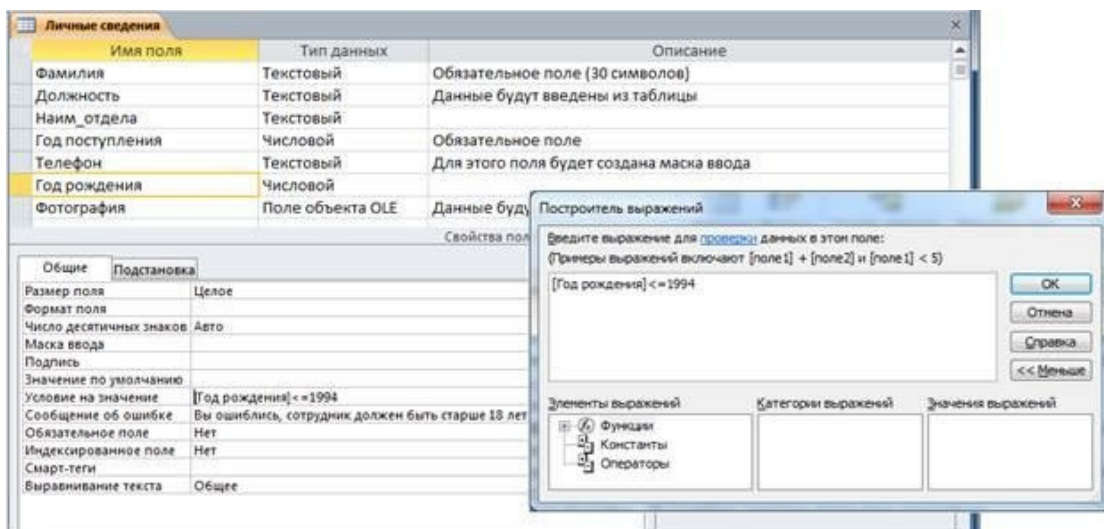 Личные сведения
Имя поля Тип данных Описание
Фамилия Текстовый Обязательное поле (30 символов)
Должность Текстовый Данные будут введены из таблицы
Наим_отдела Текстовый
Год поступления Числовой Обязательное поле
Телефон Текстовый Для этого поля будет создана маска ввода
Год рождения Числовой
Фотография Поле объекта OLE Данные буду
Свойства пол
Общие Подстановка
Размер поля Целое
Формат поля
Число десятичных знаков Авто
Маска ввода
Подпись
Значение по умолчанию
Условие на значение [Год рождения]<=1994
Сообщение об ошибке Вы ошиблись, сотрудник должен быть старше 18 лет
Обязательное поле Нет
Индексированное поле Нет
Смарт-теги
Выравнивание текста Общее
Построитель выражений
Введите выражение для проверки данных в этом поле:
(Примеры выражений включают [поле1] + [поле2] и [поле1] < 5)
[Год рождения]<=1994
ОК
Отмена
Справка
<< Меньше
Элементы выражений Категории выражений Значения выражений
Функции
Константы
Операторы